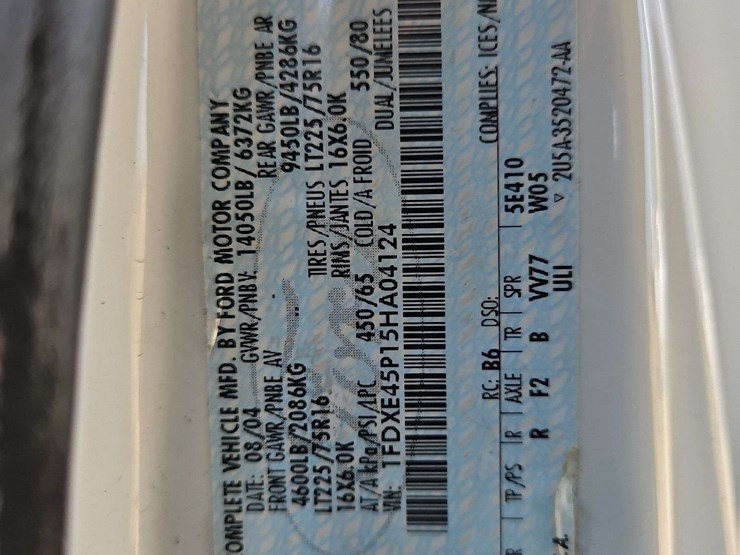 OMPLETE VEHICLE MFD. BY FORD MOTOR COMPANY
DATE: 08/04 GVWR/PNBV: 14050LB/6372KG
FRONT GAWR/PNBE AV REAR GAWR/PNBE AR
4600LB/2086KG 9450LB/4286KG
LT225/75R16 TIRES/PNEUS LT225/75R16
16X6.0K RIMS/JANTES 16X6.0K
AT/A kPa/PSI/LPC 450/65 COLD/A FROID 550/80
VIN: 1FDXE45P15HA04124 DUAL/JUMELEES
RC: B6 DSO: COMPLIES: ICES/N
R TP/PS R AXLE TR SPR 5E410
R F2 B VV77 W05
ULI ▽ 2U5A-3520472-AA